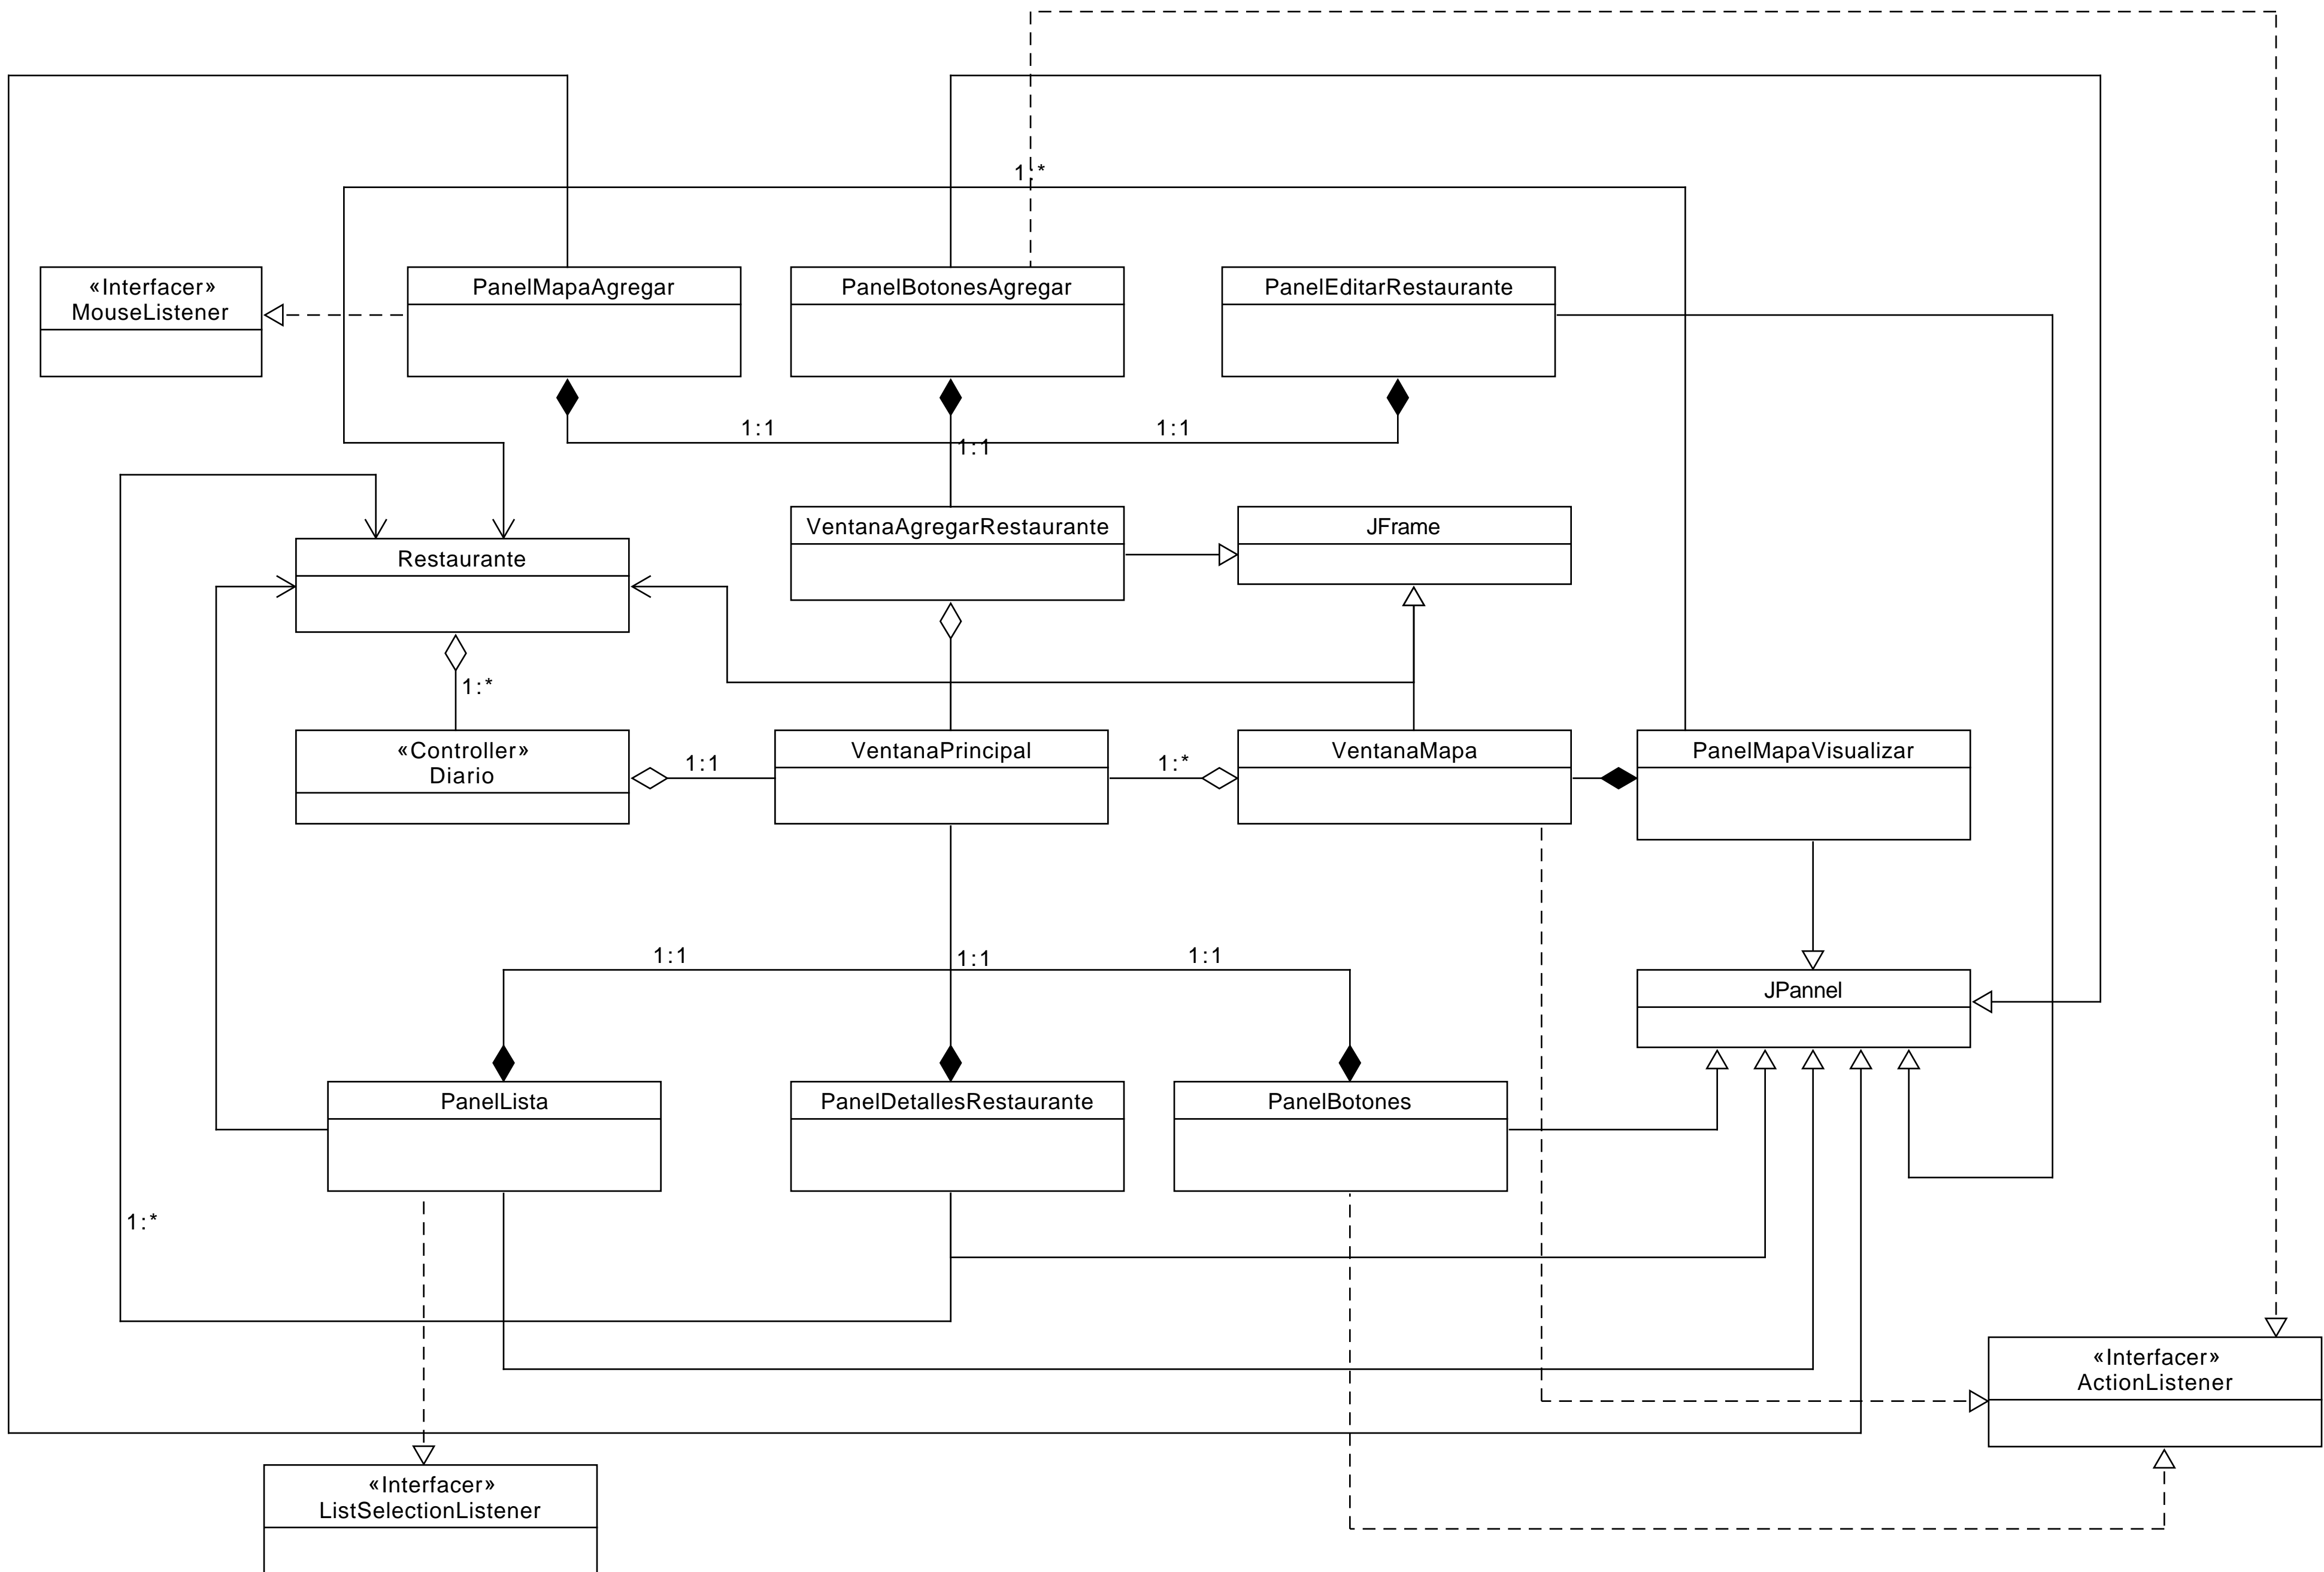 1:*
«Interfacer»
MouseListener
PanelMapaAgregar
PanelBotonesAgregar
PanelEditarRestaurante
1:1
1:1
1:1
VentanaAgregarRestaurante
JFrame
Restaurante
1:*
«Controller»
Diario
1:1
VentanaPrincipal
1:*
VentanaMapa
PanelMapaVisualizar
1:1
1:1
1:1
JPannel
PanelLista
PanelDetallesRestaurante
PanelBotones
1:*
«Interfacer»
ActionListener
«Interfacer»
ListSelectionListener